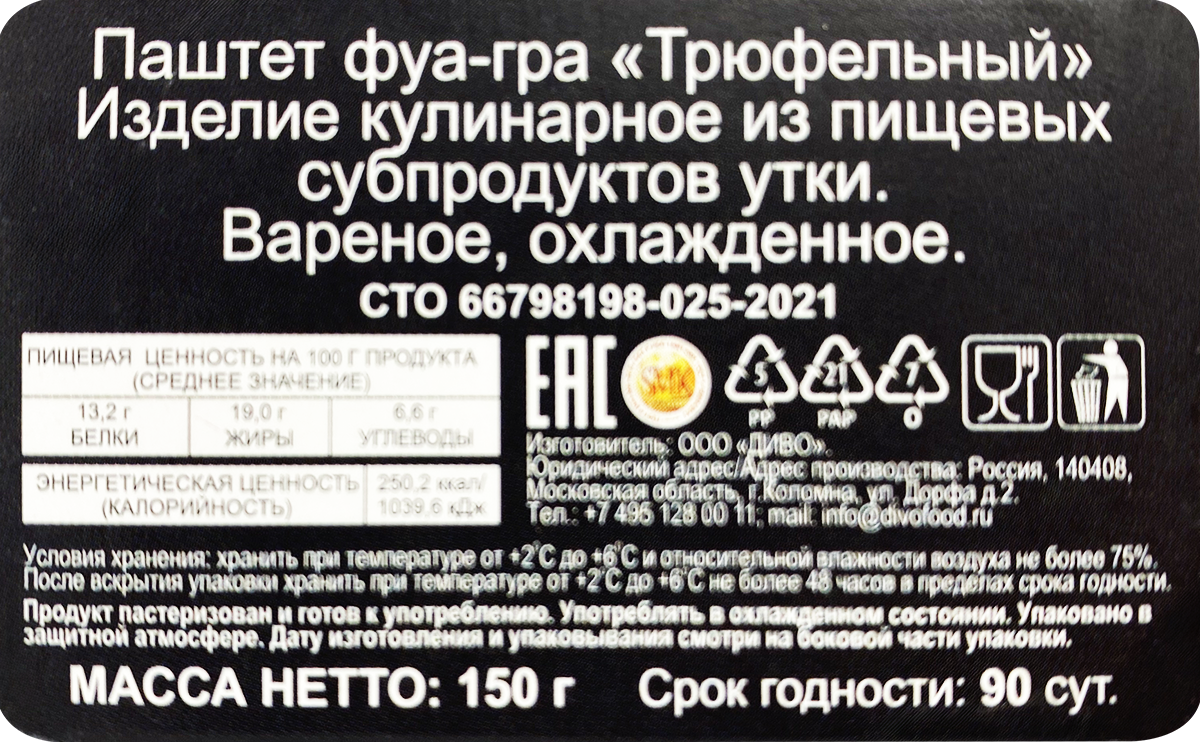 Паштет фуа-гра «Трюфельный»
Изделие кулинарное из пищевых
субпродуктов утки.
Вареное, охлажденное.
СТО 66798198-025-2021
ПИЩЕВАЯ ЦЕННОСТЬ НА 100 Г ПРОДУКТА
(СРЕДНЕЕ ЗНАЧЕНИЕ)
13,2 г 19,0 г 6,6 г
БЕЛКИ ЖИРЫ УГЛЕВОДЫ
ЭНЕРГЕТИЧЕСКАЯ ЦЕННОСТЬ 250,2 ккал/
(КАЛОРИЙНОСТЬ) 1039,6 кДж
EAC
5 21 7
PP PAP O
Изготовитель: ООО «ДИВО».
Юридический адрес/Адрес производства: Россия, 140408,
Московская область, г.Коломна, ул. Дорфа д.2.
Тел.: +7 495 128 00 11; mail: info@divofood.ru
Условия хранения: хранить при температуре от +2°C до +6°C и относительной влажности воздуха не более 75%.
После вскрытия упаковки хранить при температуре от +2°C до +6°C не более 48 часов в пределах срока годности.
Продукт пастеризован и готов к употреблению. Употреблять в охлажденном состоянии. Упаковано в
защитной атмосфере. Дату изготовления и упаковывания смотри на боковой части упаковки.
МАССА НЕТТО: 150 г Срок годности: 90 сут.